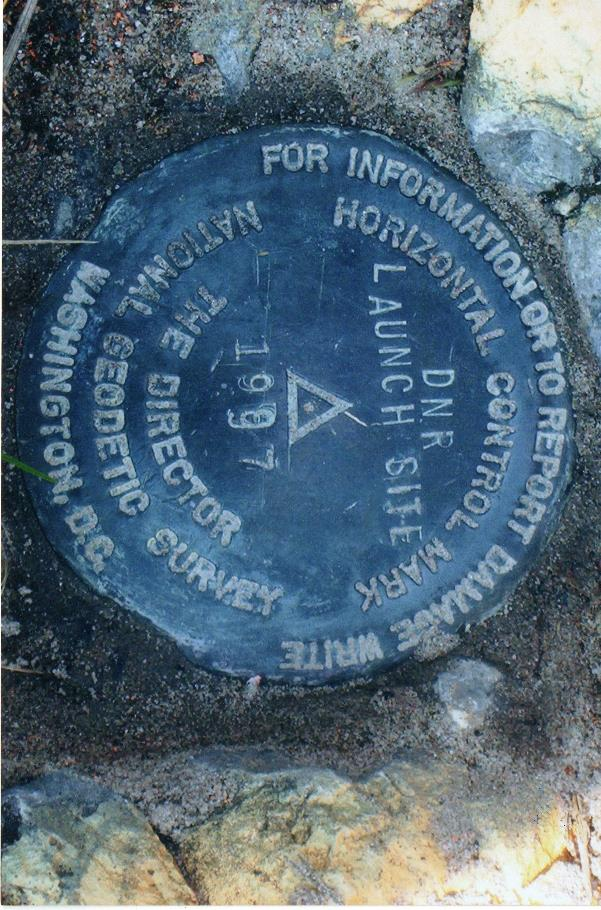 FOR INFORMATION OR TO REPORT DAMAGE WRITE
HORIZONTAL CONTROL MARK
DNR
LAUNCH SITE
1997
THE DIRECTOR
NATIONAL GEODETIC SURVEY
WASHINGTON, D.C.